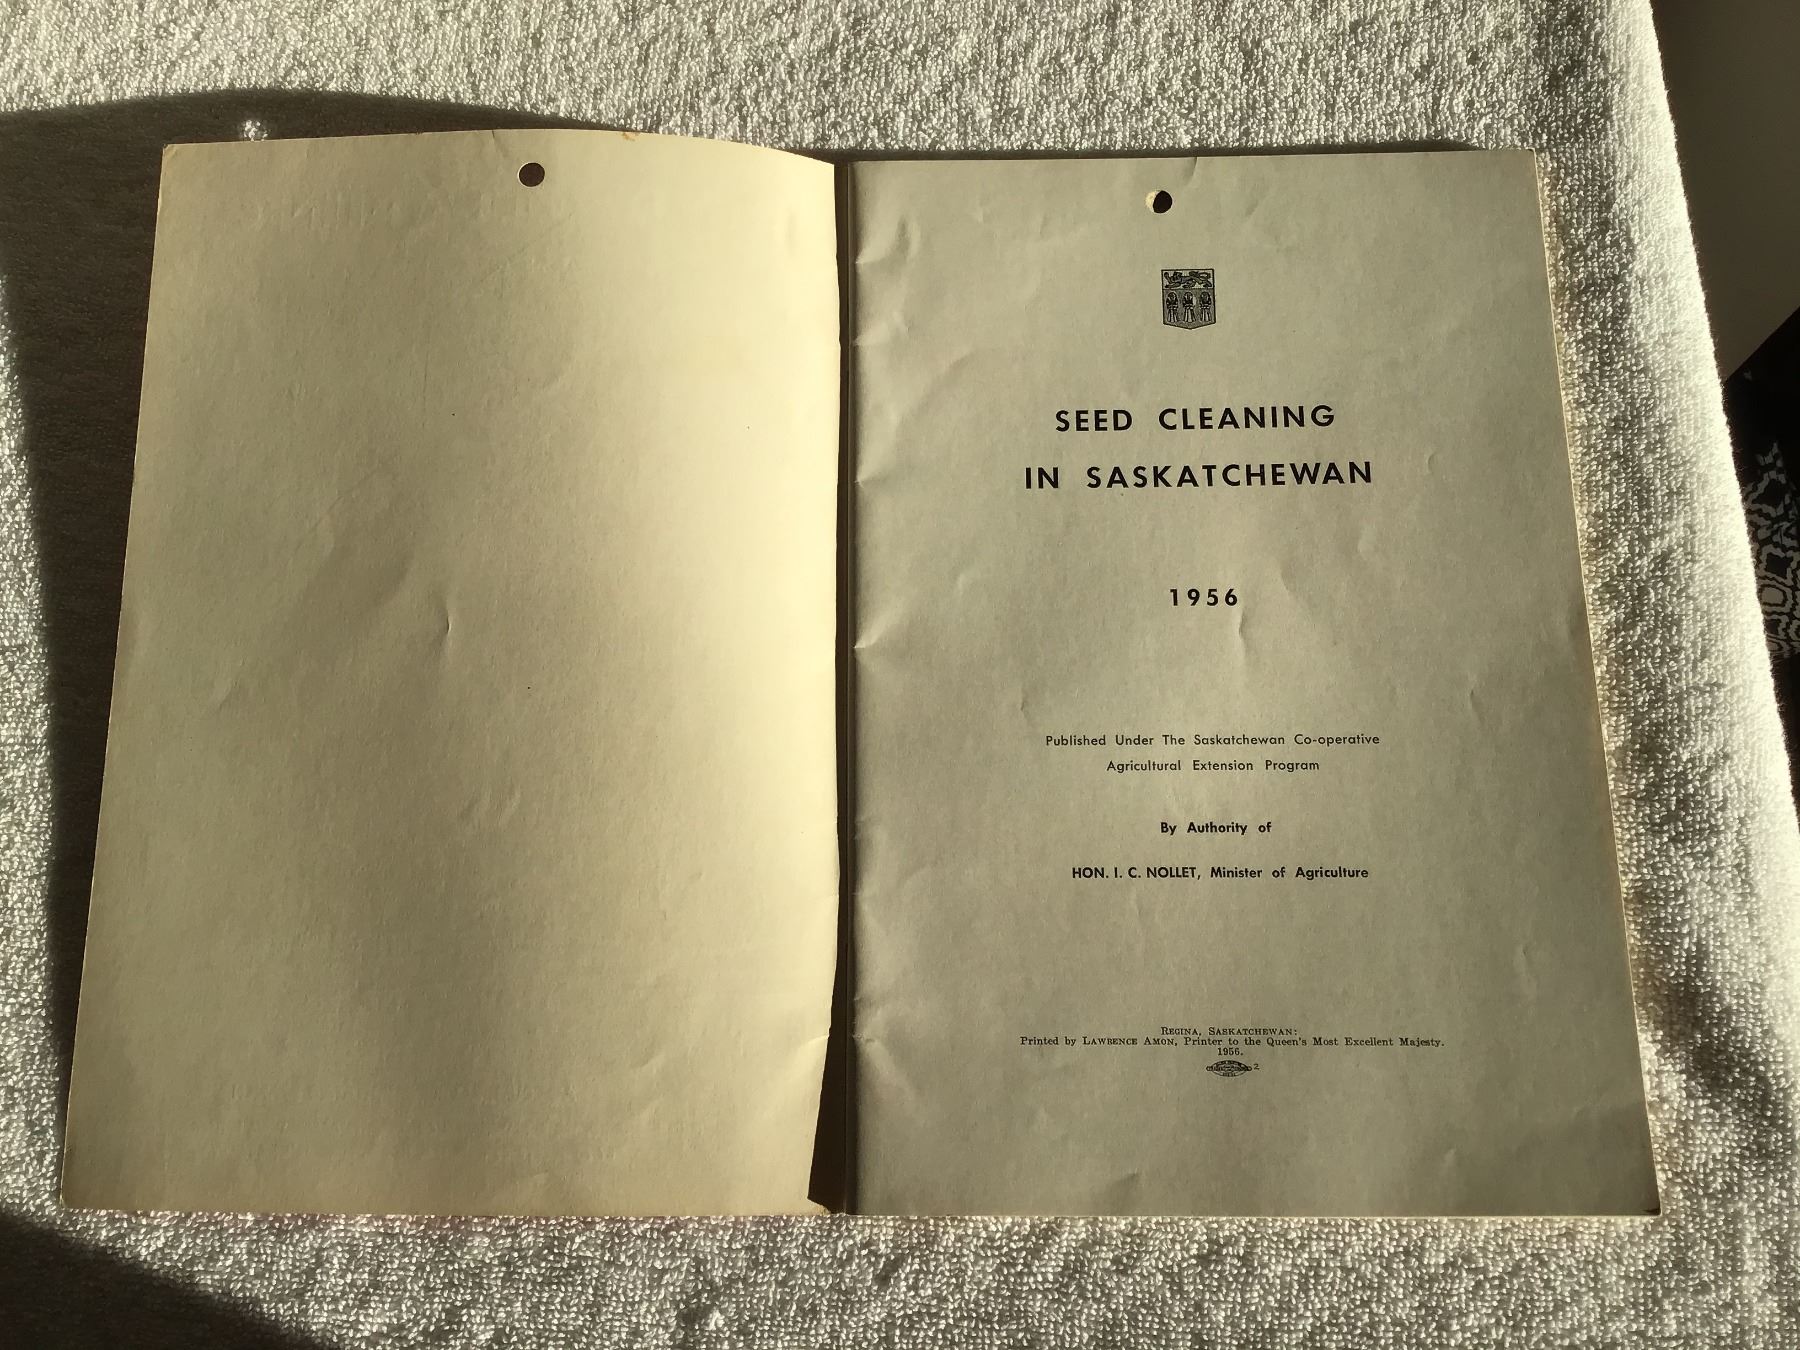 SEED CLEANING
IN SASKATCHEWAN
1956
Published Under The Saskatchewan Co-operative
Agricultural Extension Program
By Authority of
HON. I. C. NOLLET, Minister of Agriculture
REGINA, SASKATCHEWAN:
Printed by LAWRENCE AMON, Printer to the Queen's Most Excellent Majesty.
1956.
2